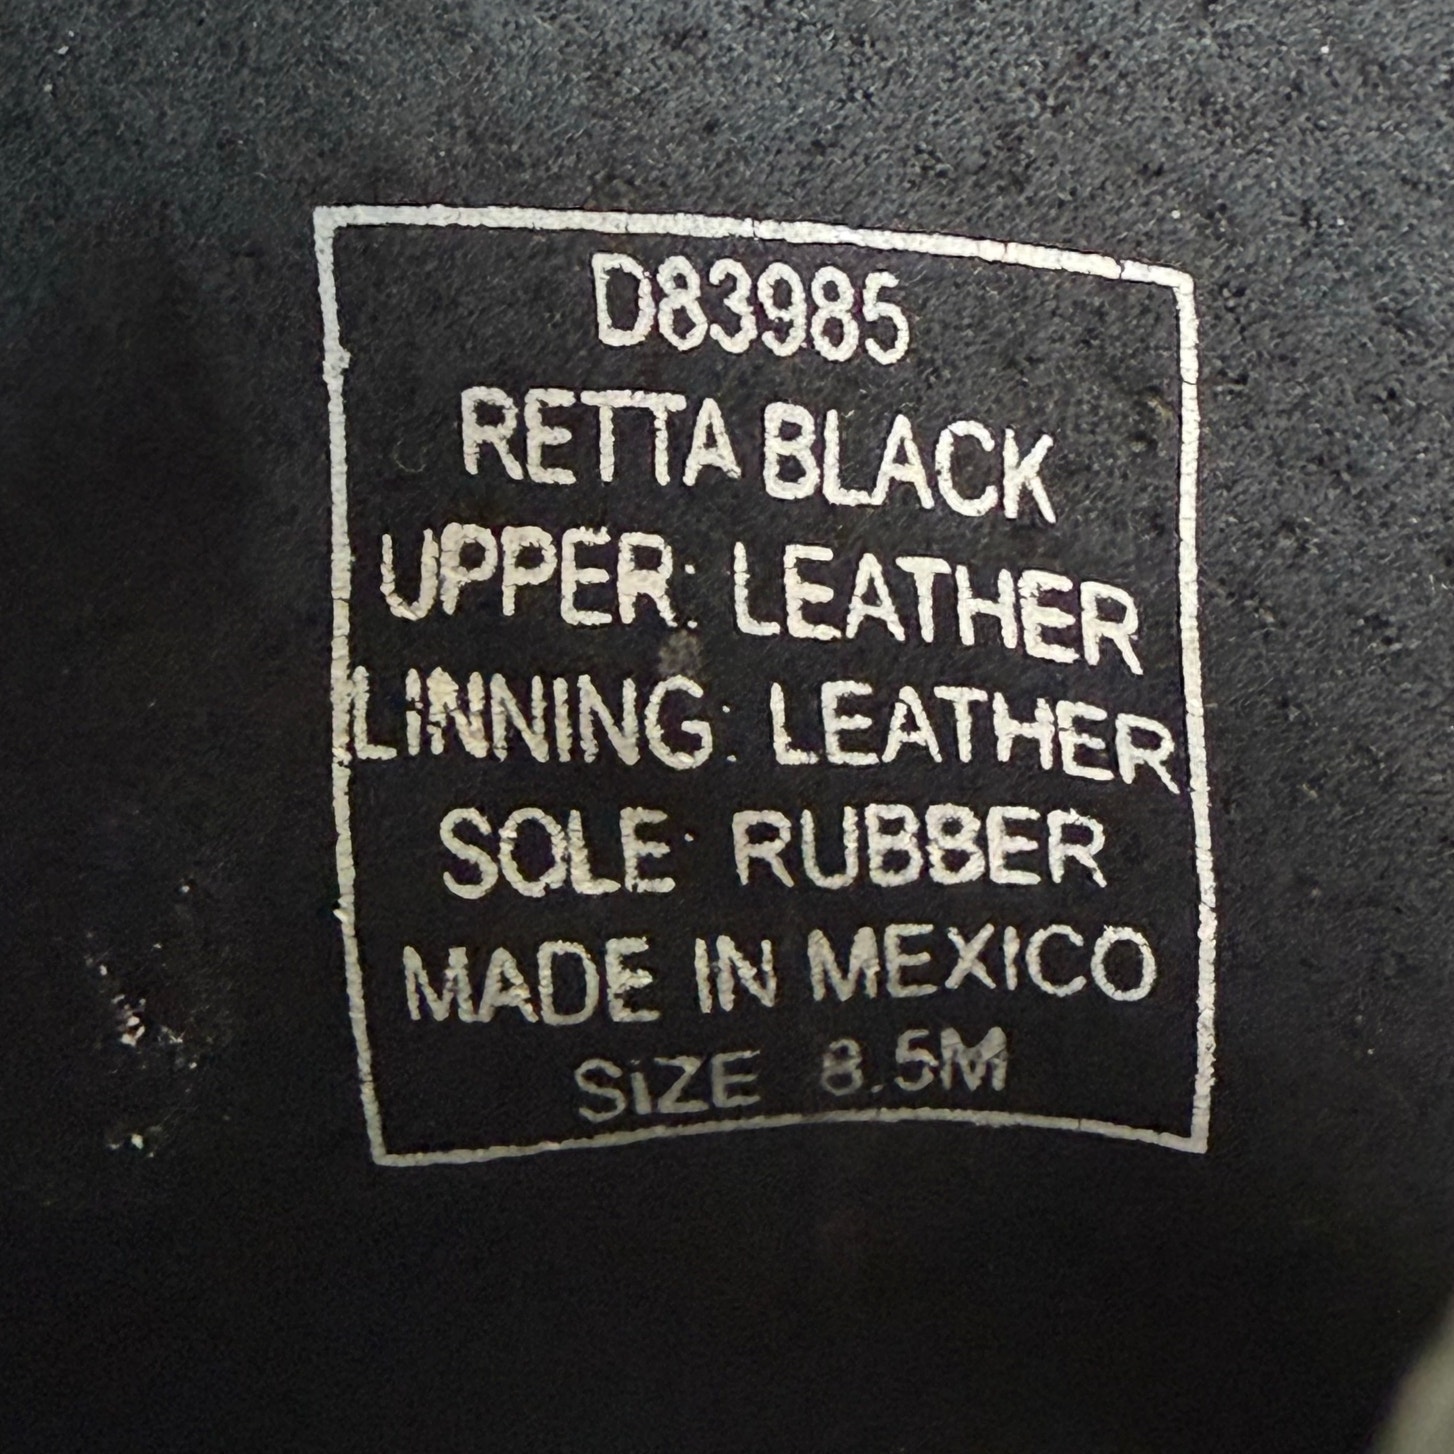 D83985
RETTA BLACK
UPPER: LEATHER
LINNING: LEATHER
SOLE: RUBBER
MADE IN MEXICO
SIZE 8.5M